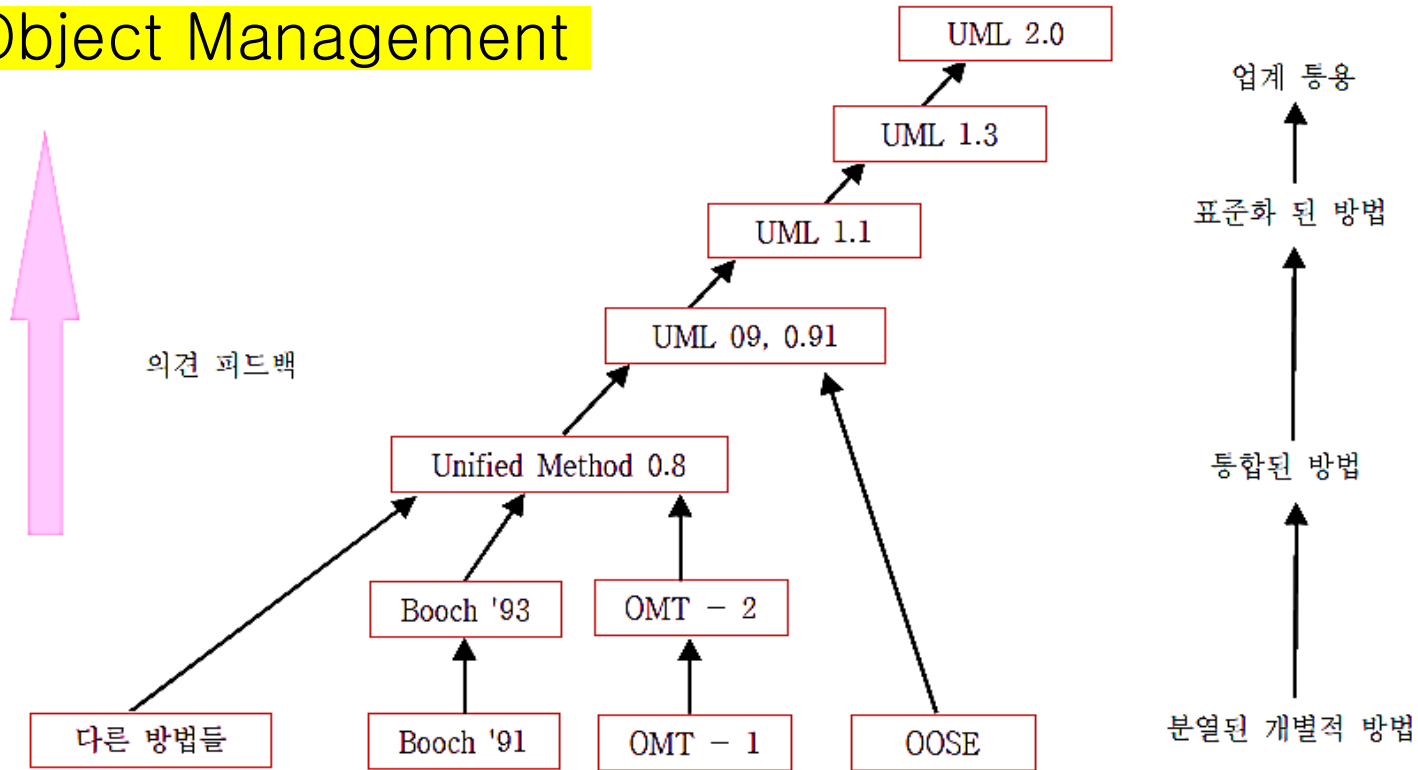 Object Management
UML 2.0
업계 통용
UML 1.3
표준화 된 방법
UML 1.1
UML 09, 0.91
의견 피드백
Unified Method 0.8
통합된 방법
Booch '93
OMT - 2
다른 방법들
Booch '91
OMT - 1
OOSE
분열된 개별적 방법